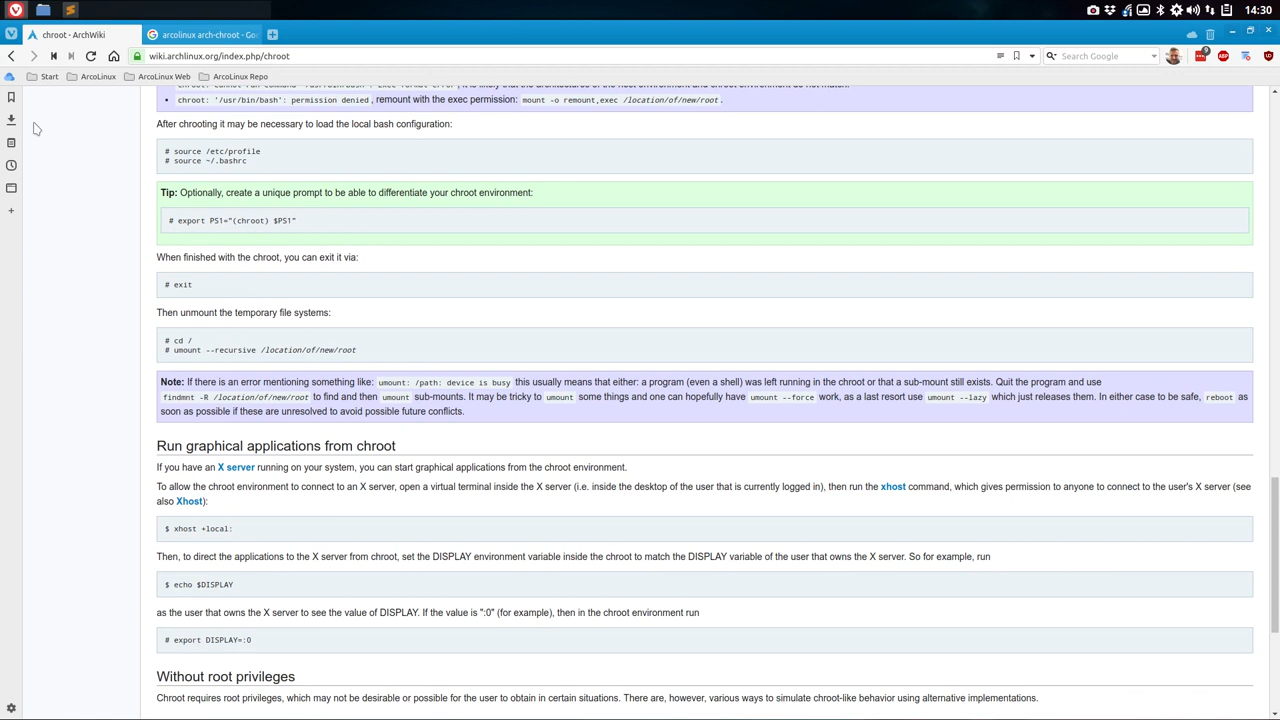 14:30
chroot - ArchWiki
arcolinux arch-chroot - Go
wiki.archlinux.org/index.php/chroot
Search Google
9
Start
ArcoLinux
ArcoLinux Web
ArcoLinux Repo
chroot: '/usr/bin/bash': permission denied, remount with the exec permission: mount -o remount,exec /location/of/new/root.
After chrooting it may be necessary to load the local bash configuration:
# source /etc/profile
# source ~/.bashrc
Tip: Optionally, create a unique prompt to be able to differentiate your chroot environment:
# export PS1="(chroot) $PS1"
When finished with the chroot, you can exit it via:
# exit
Then unmount the temporary file systems:
# cd /
# umount --recursive /location/of/new/root
Note: If there is an error mentioning something like: umount: /path: device is busy this usually means that either: a program (even a shell) was left running in the chroot or that a sub-mount still exists. Quit the program and use
findmnt -R /location/of/new/root to find and then umount sub-mounts. It may be tricky to umount some things and one can hopefully have umount --force work, as a last resort use umount --lazy which just releases them. In either case to be safe, reboot as
soon as possible if these are unresolved to avoid possible future conflicts.
Run graphical applications from chroot
If you have an X server running on your system, you can start graphical applications from the chroot environment.
To allow the chroot environment to connect to an X server, open a virtual terminal inside the X server (i.e. inside the desktop of the user that is currently logged in), then run the xhost command, which gives permission to anyone to connect to the user's X server (see
also Xhost):
$ xhost +local:
Then, to direct the applications to the X server from chroot, set the DISPLAY environment variable inside the chroot to match the DISPLAY variable of the user that owns the X server. So for example, run
$ echo $DISPLAY
as the user that owns the X server to see the value of DISPLAY. If the value is ":0" (for example), then in the chroot environment run
# export DISPLAY=:0
Without root privileges
Chroot requires root privileges, which may not be desirable or possible for the user to obtain in certain situations. There are, however, various ways to simulate chroot-like behavior using alternative implementations.